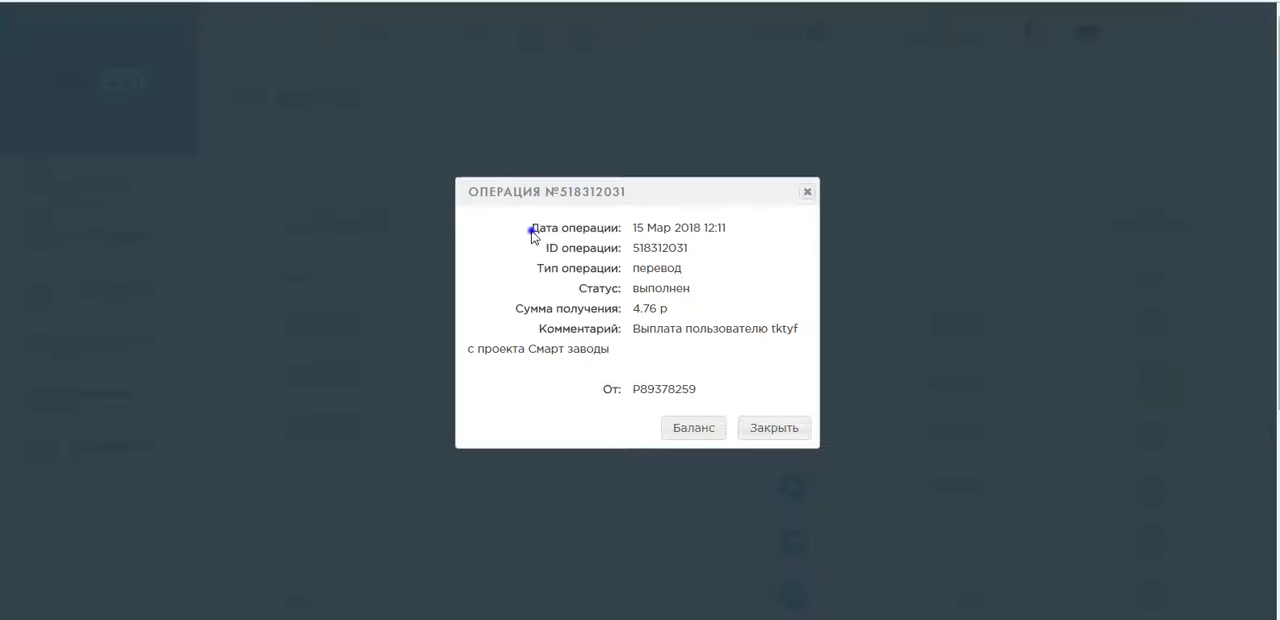 ОПЕРАЦИЯ №518312031
Дата операции: 15 Мар 2018 12:11
ID операции: 518312031
Тип операции: перевод
Статус: выполнен
Сумма получения: 4.76 р
Комментарий: Выплата пользователю tktyf
с проекта Смарт заводы
От: P89378259
Баланс Закрыть